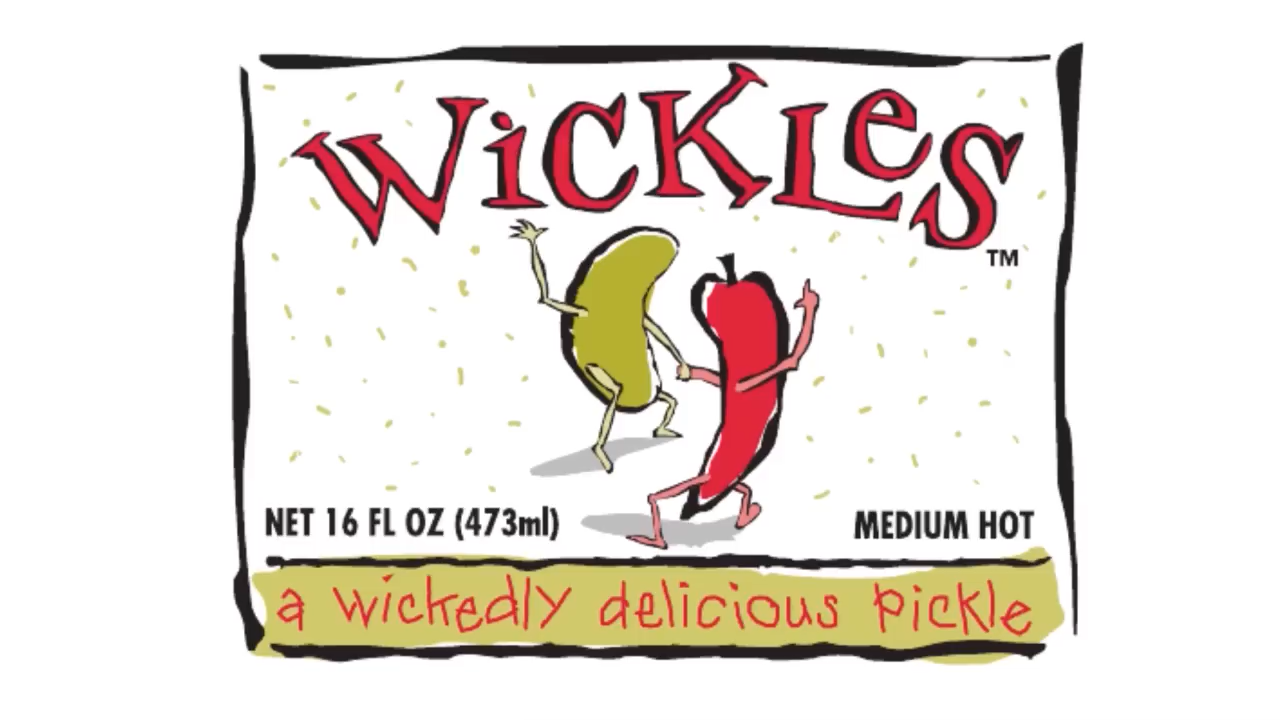 WiCKLeS
TM
NET 16 FL OZ (473ml)
MEDIUM HOT
a wickedly delicious pickle